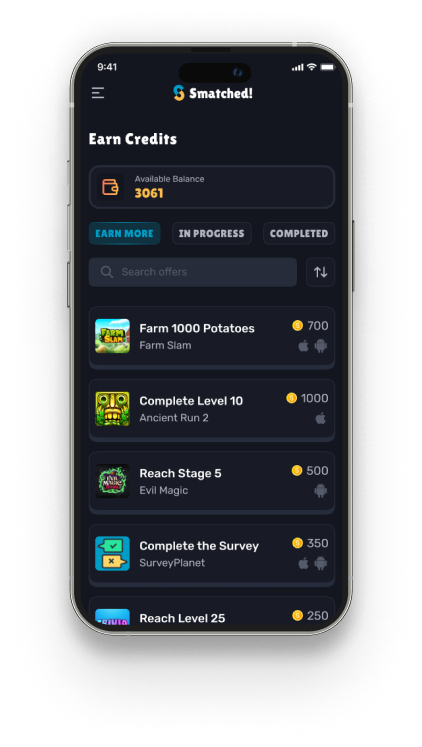 9:41
Smatched!
Earn Credits
Available Balance
3061
EARN MORE
IN PROGRESS
COMPLETED
Search offers
Farm 1000 Potatoes
700
Farm Slam
FARM SLAM
Complete Level 10
1000
Ancient Run 2
Reach Stage 5
500
Evil Magic
EVIL MAGIC
Complete the Survey
350
SurveyPlanet
Reach Level 25
250